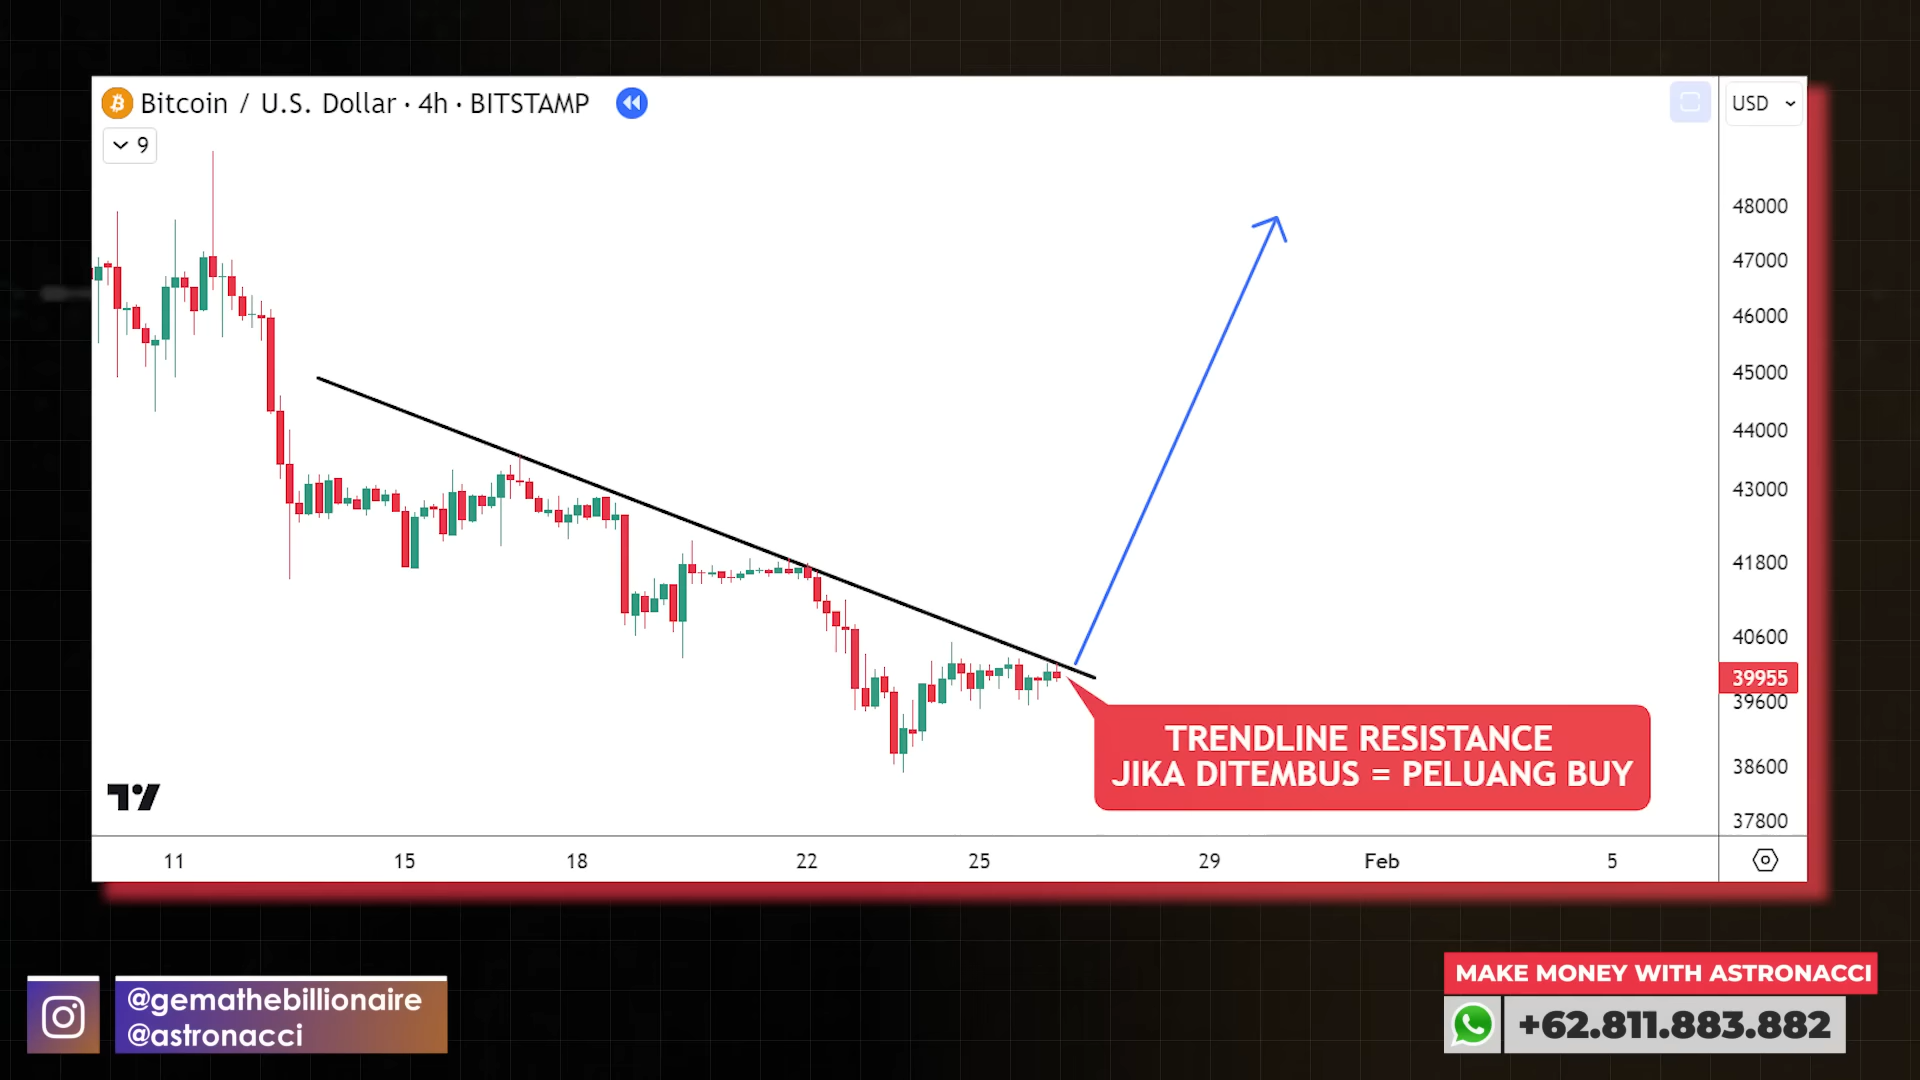 Bitcoin / U.S. Dollar · 4h · BITSTAMP
USD
9
48000
47000
46000
45000
44000
43000
41800
40600
39955
39600
38600
37800
TRENDLINE RESISTANCE
JIKA DITEMBUS = PELUANG BUY
11 15 18 22 25 29 Feb 5
@gemathebillionaire
@astronacci
MAKE MONEY WITH ASTRONACCI
+62.811.883.882